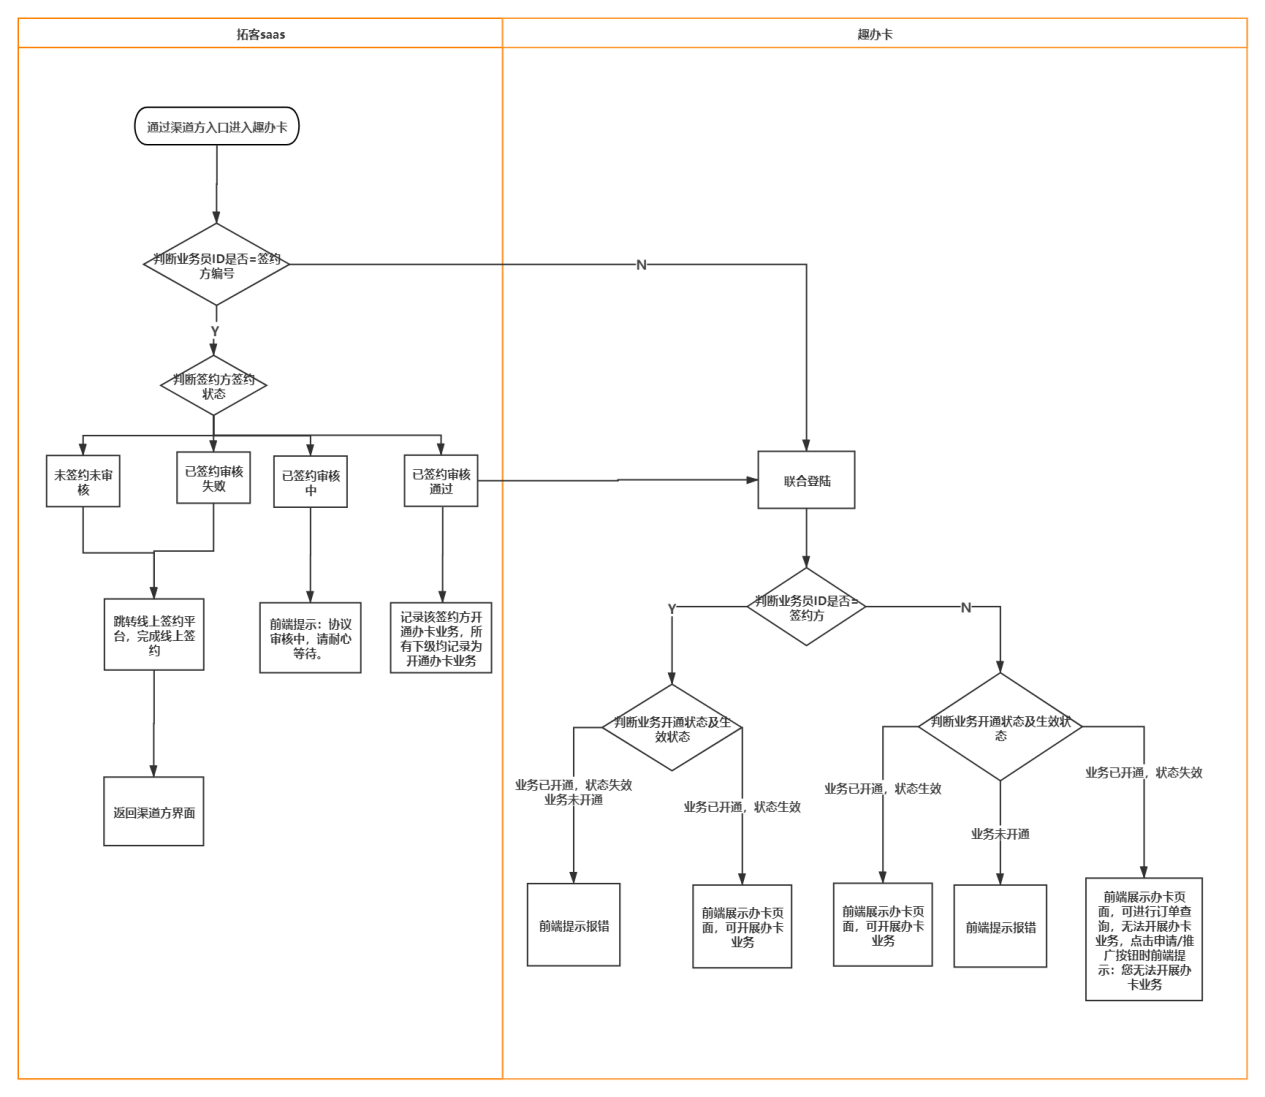 拓客saas
趣办卡
通过渠道方入口进入趣办卡
判断业务员ID是否=签约
方编号
N
Y
判断签约方签约
状态
未签约未审
核
已签约审核
失败
已签约审核
中
已签约审核
通过
联合登陆
跳转线上签约平
台，完成线上签
约
前端提示：协议
审核中，请耐心
等待。
记录该签约方开
通办卡业务，所
有下级均记录为
开通办卡业务
返回渠道方界面
判断业务员ID是否=
签约方
Y
N
判断业务开通状态及生
效状态
判断业务开通状态及生效状
态
业务已开通，状态失效
业务未开通
业务已开通，状态生效
业务已开通，状态生效
业务未开通
业务已开通，状态失效
前端提示报错
前端展示办卡页
面，可开展办卡
业务
前端展示办卡页
面，可开展办卡
业务
前端提示报错
前端展示办卡页
面，可进行订单查
询，无法开展办卡
业务，点击申请/推
广按钮时前端提
示：您无法开展办
卡业务